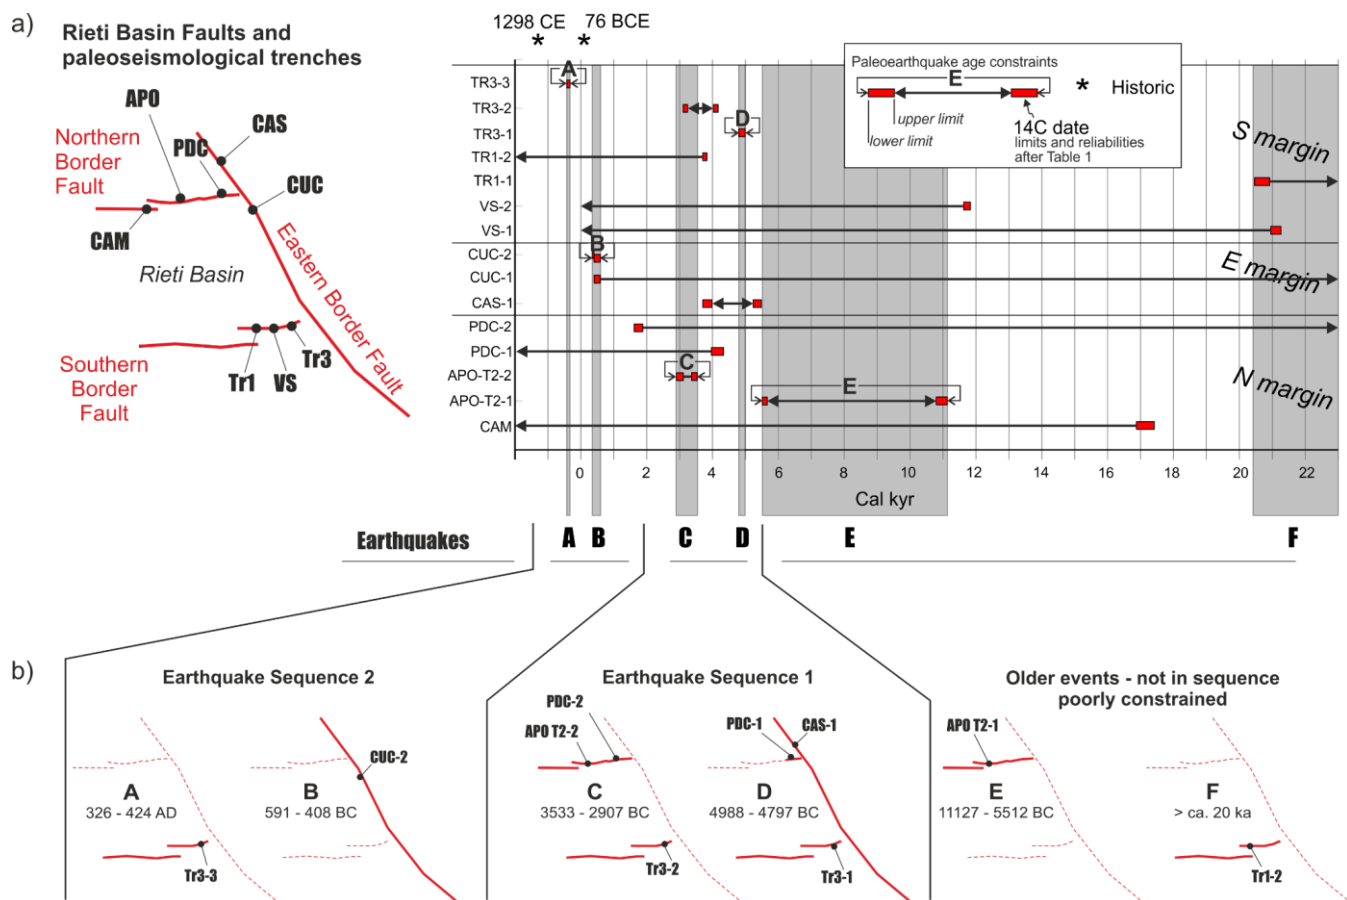 a)
Rieti Basin Faults and
paleoseismological trenches
APO
CAS
Northern
Border
Fault
PDC
CUC
CAM
Rieti Basin
Eastern Border Fault
Southern
Border
Fault
Tr1
VS
Tr3
1298 CE
76 BCE
*
*
Paleoearthquake age constraints
E
upper limit
lower limit
14C date
limits and reliabilities
after Table 1
* Historic
TR3-3
A
TR3-2
TR3-1
D
TR1-2
TR1-1
VS-2
VS-1
S margin
CUC-2
B
CUC-1
CAS-1
E margin
PDC-2
PDC-1
APO-T2-2
C
APO-T2-1
E
CAM
N margin
0 2 4 6 8 10 12 14 16 18 20 22
Cal kyr
Earthquakes
A B C D E F
b)
Earthquake Sequence 2
A
326 - 424 AD
Tr3-3
CUC-2
B
591 - 408 BC
Earthquake Sequence 1
PDC-2
APO T2-2
C
3533 - 2907 BC
Tr3-2
PDC-1
CAS-1
D
4988 - 4797 BC
Tr3-1
Older events - not in sequence
poorly constrained
APO T2-1
E
11127 - 5512 BC
F
> ca. 20 ka
Tr1-2